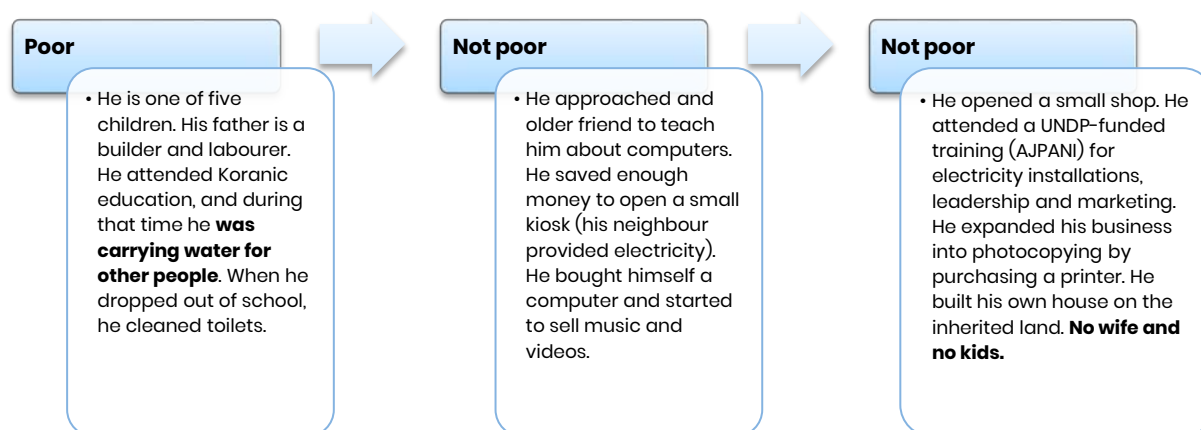 Poor
• He is one of five
children. His father is a
builder and labourer.
He attended Koranic
education, and during
that time he was
carrying water for
other people. When he
dropped out of school,
he cleaned toilets.
Not poor
• He approached and
older friend to teach
him about computers.
He saved enough
money to open a small
kiosk (his neighbour
provided electricity).
He bought himself a
computer and started
to sell music and
videos.
Not poor
• He opened a small shop. He
attended a UNDP-funded
training (AJPANI) for
electricity installations,
leadership and marketing.
He expanded his business
into photocopying by
purchasing a printer. He
built his own house on the
inherited land. No wife and
no kids.